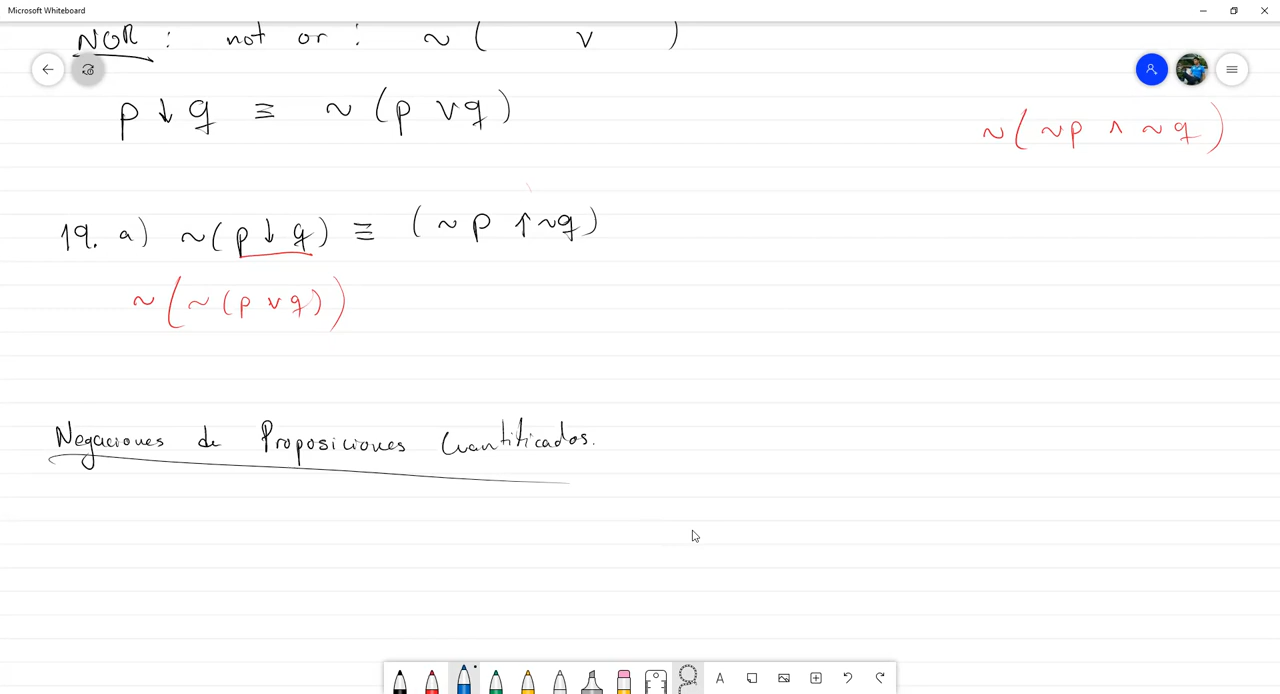 Microsoft Whiteboard
NOR : not or : ~ ( v )
p ↓ q ≡ ~ (p v q)
~ (~p ∧ ~q)
19. a) ~(p ↓ q) ≡ (~p ↑ ~q)
~(~(p v q))
Negaciones de Proposiciones Cuantificados.